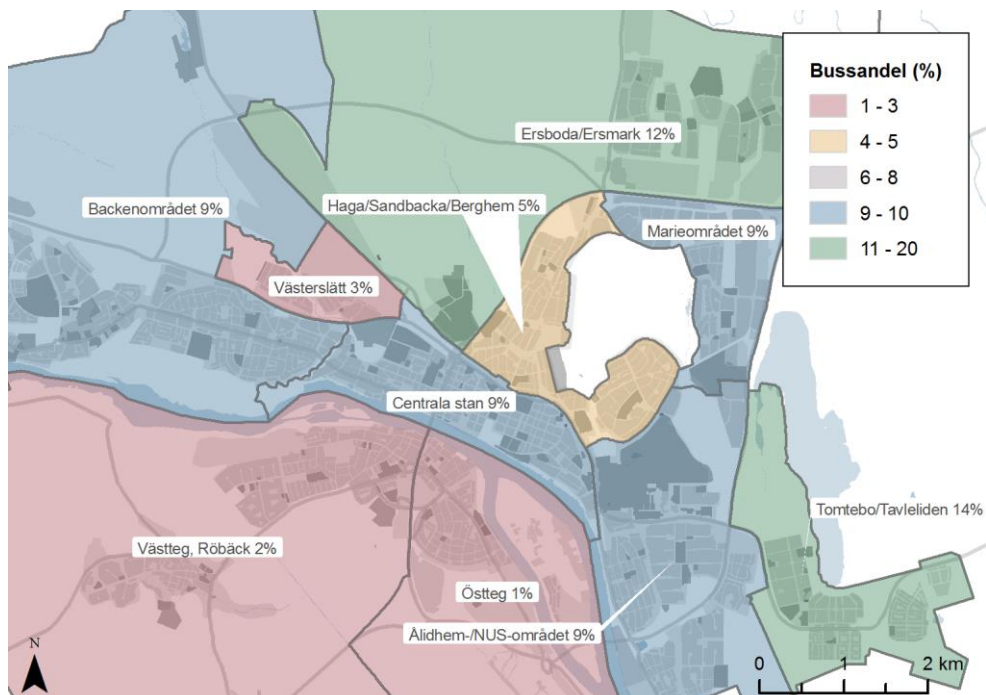 Bussandel (%)
1 - 3
4 - 5
6 - 8
9 - 10
11 - 20
Ersboda/Ersmark 12%
Haga/Sandbacka/Berghem 5%
Backenområdet 9%
Marieområdet 9%
Västerslätt 3%
Centrala stan 9%
Tomtebo/Tavleliden 14%
Västteg, Röbäck 2%
Östteg 1%
Ålidhem-/NUS-området 9%
N
0 1 2 km